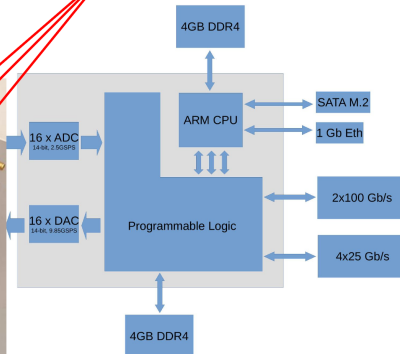 4GB DDR4
ARM CPU
SATA M.2
1 Gb Eth
16 x ADC
14-bit, 2.5GSPS
16 x DAC
14-bit, 9.85GSPS
Programmable Logic
2x100 Gb/s
4x25 Gb/s
4GB DDR4